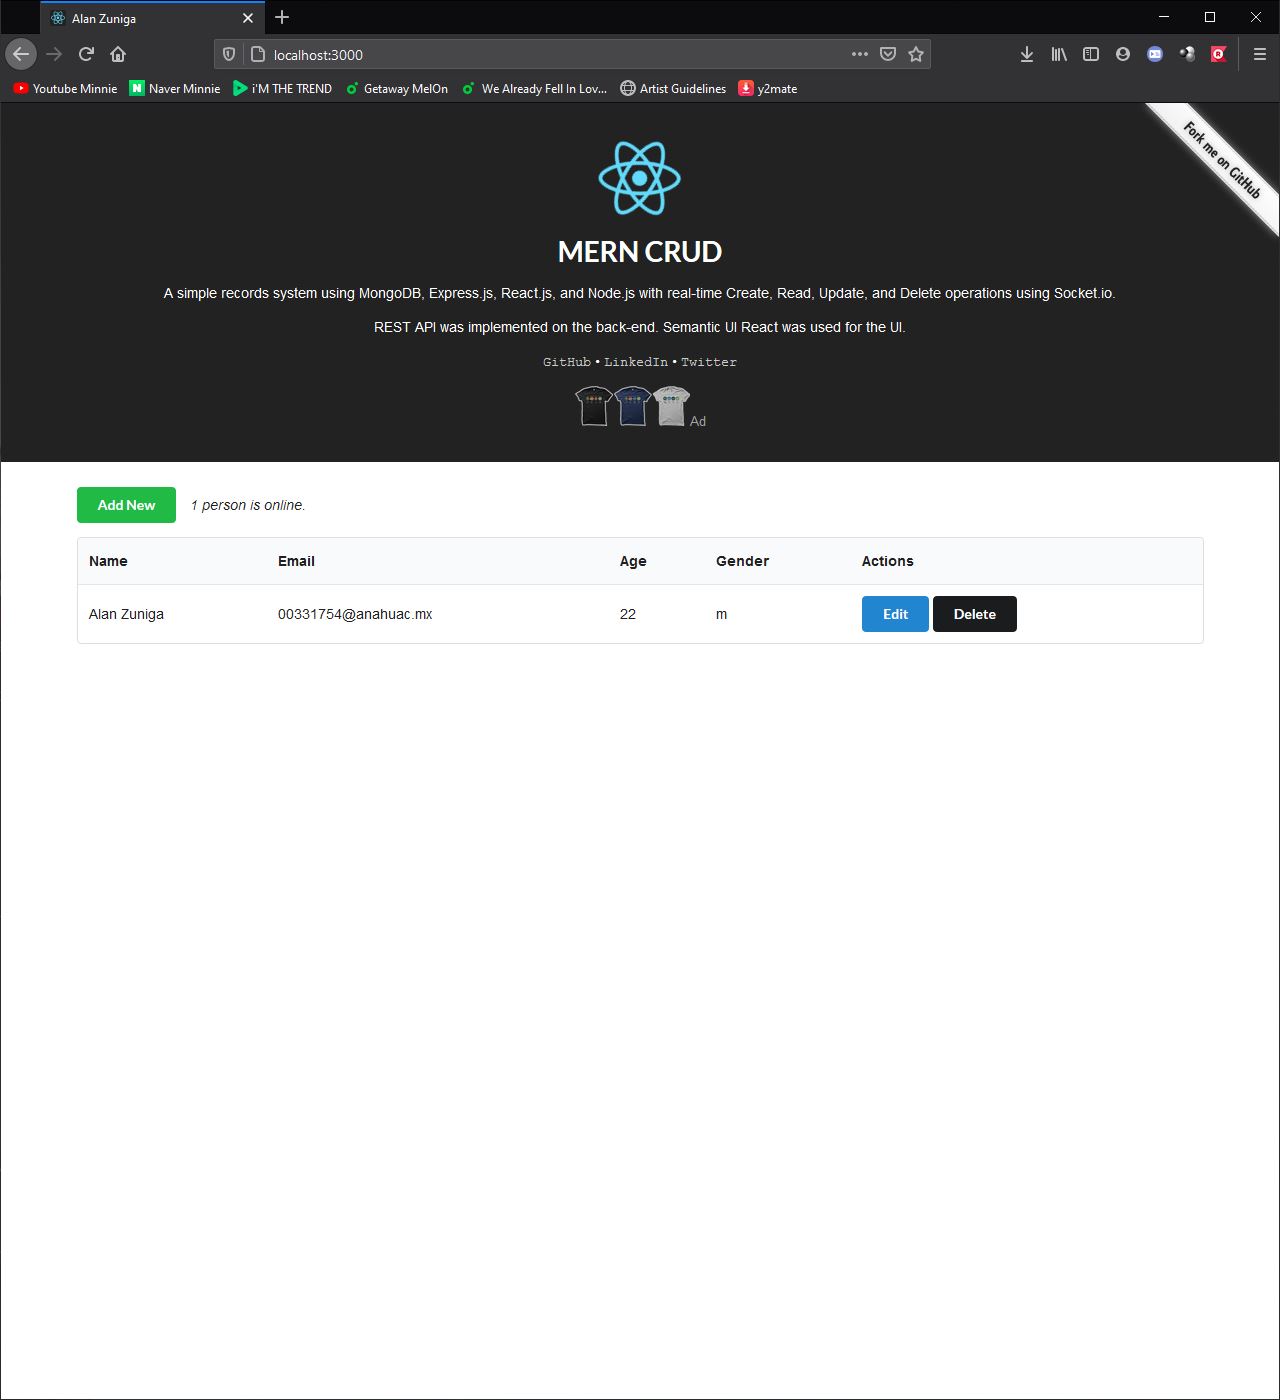 Alan Zuniga
localhost:3000
Youtube Minnie
Naver Minnie
i'M THE TREND
Getaway MelOn
We Already Fell In Lov...
Artist Guidelines
y2mate
Fork me on GitHub
MERN CRUD
A simple records system using MongoDB, Express.js, React.js, and Node.js with real-time Create, Read, Update, and Delete operations using Socket.io.
REST API was implemented on the back-end. Semantic UI React was used for the UI.
GitHub • LinkedIn • Twitter
Ad
Add New 1 person is online.
Name Email Age Gender Actions
Alan Zuniga 00331754@anahuac.mx 22 m Edit Delete